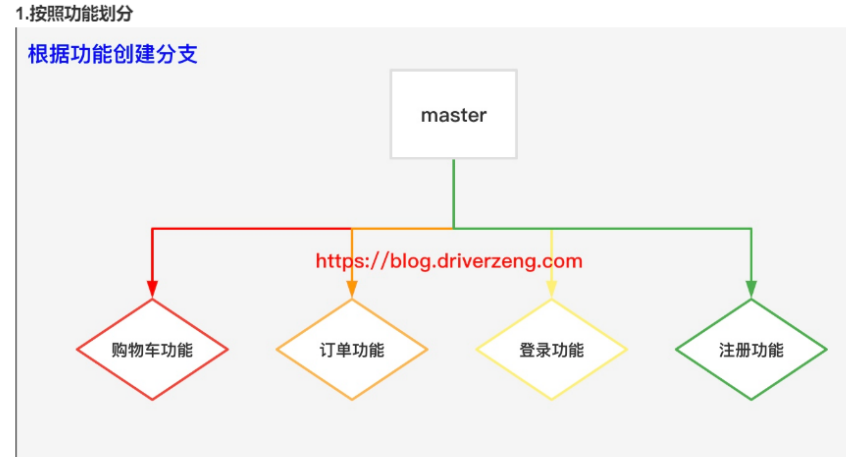 1.按照功能划分
根据功能创建分支
master
https://blog.driverzeng.com
购物车功能
订单功能
登录功能
注册功能